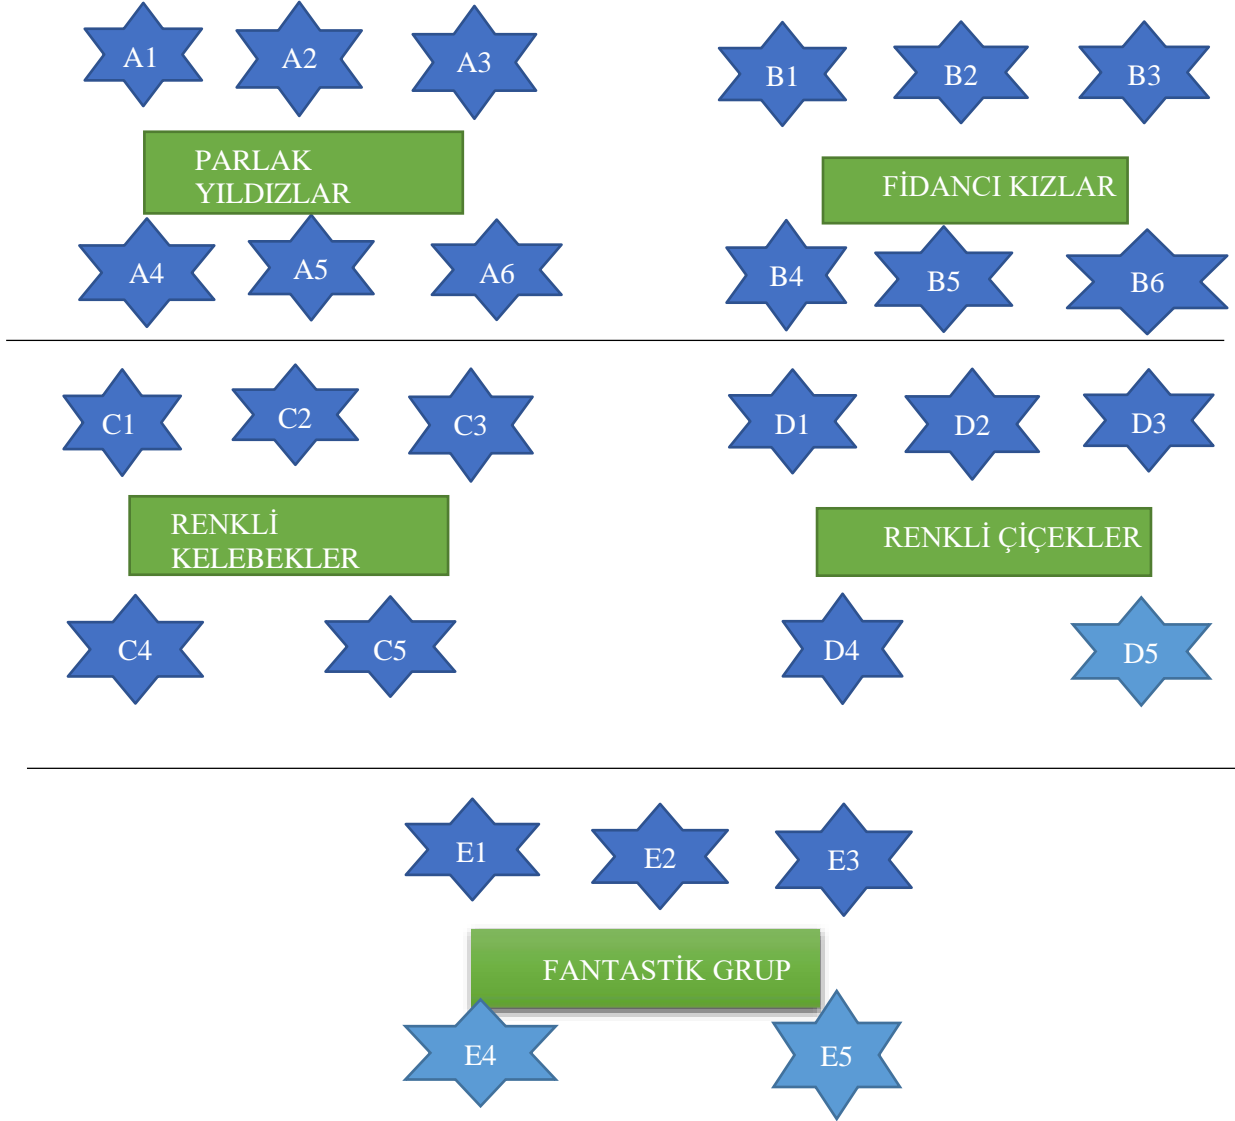 A1
A2
A3
PARLAK
YILDIZLAR
A4
A5
A6
B1
B2
B3
FİDANCI KIZLAR
B4
B5
B6
C1
C2
C3
RENKLİ
KELEBEKLER
C4
C5
D1
D2
D3
RENKLİ ÇİÇEKLER
D4
D5
E1
E2
E3
FANTASTİK GRUP
E4
E5